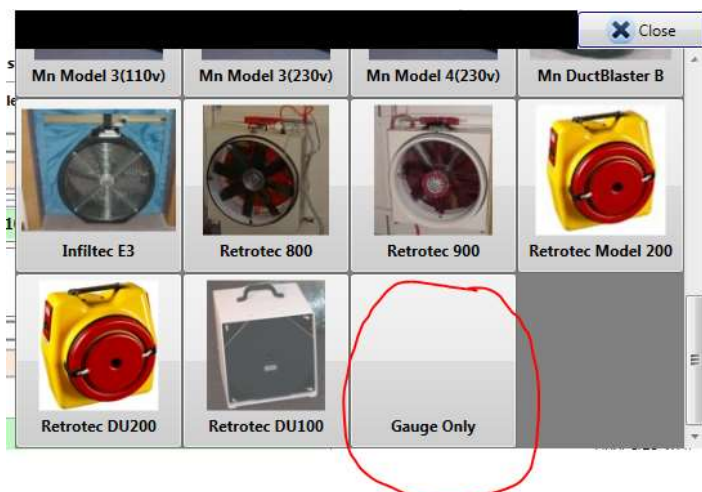 Close
Mn Model 3(110v)
Mn Model 3(230v)
Mn Model 4(230v)
Mn DuctBlaster B
Infiltec E3
Retrotec 800
Retrotec 900
Retrotec Model 200
Retrotec DU200
Retrotec DU100
Gauge Only